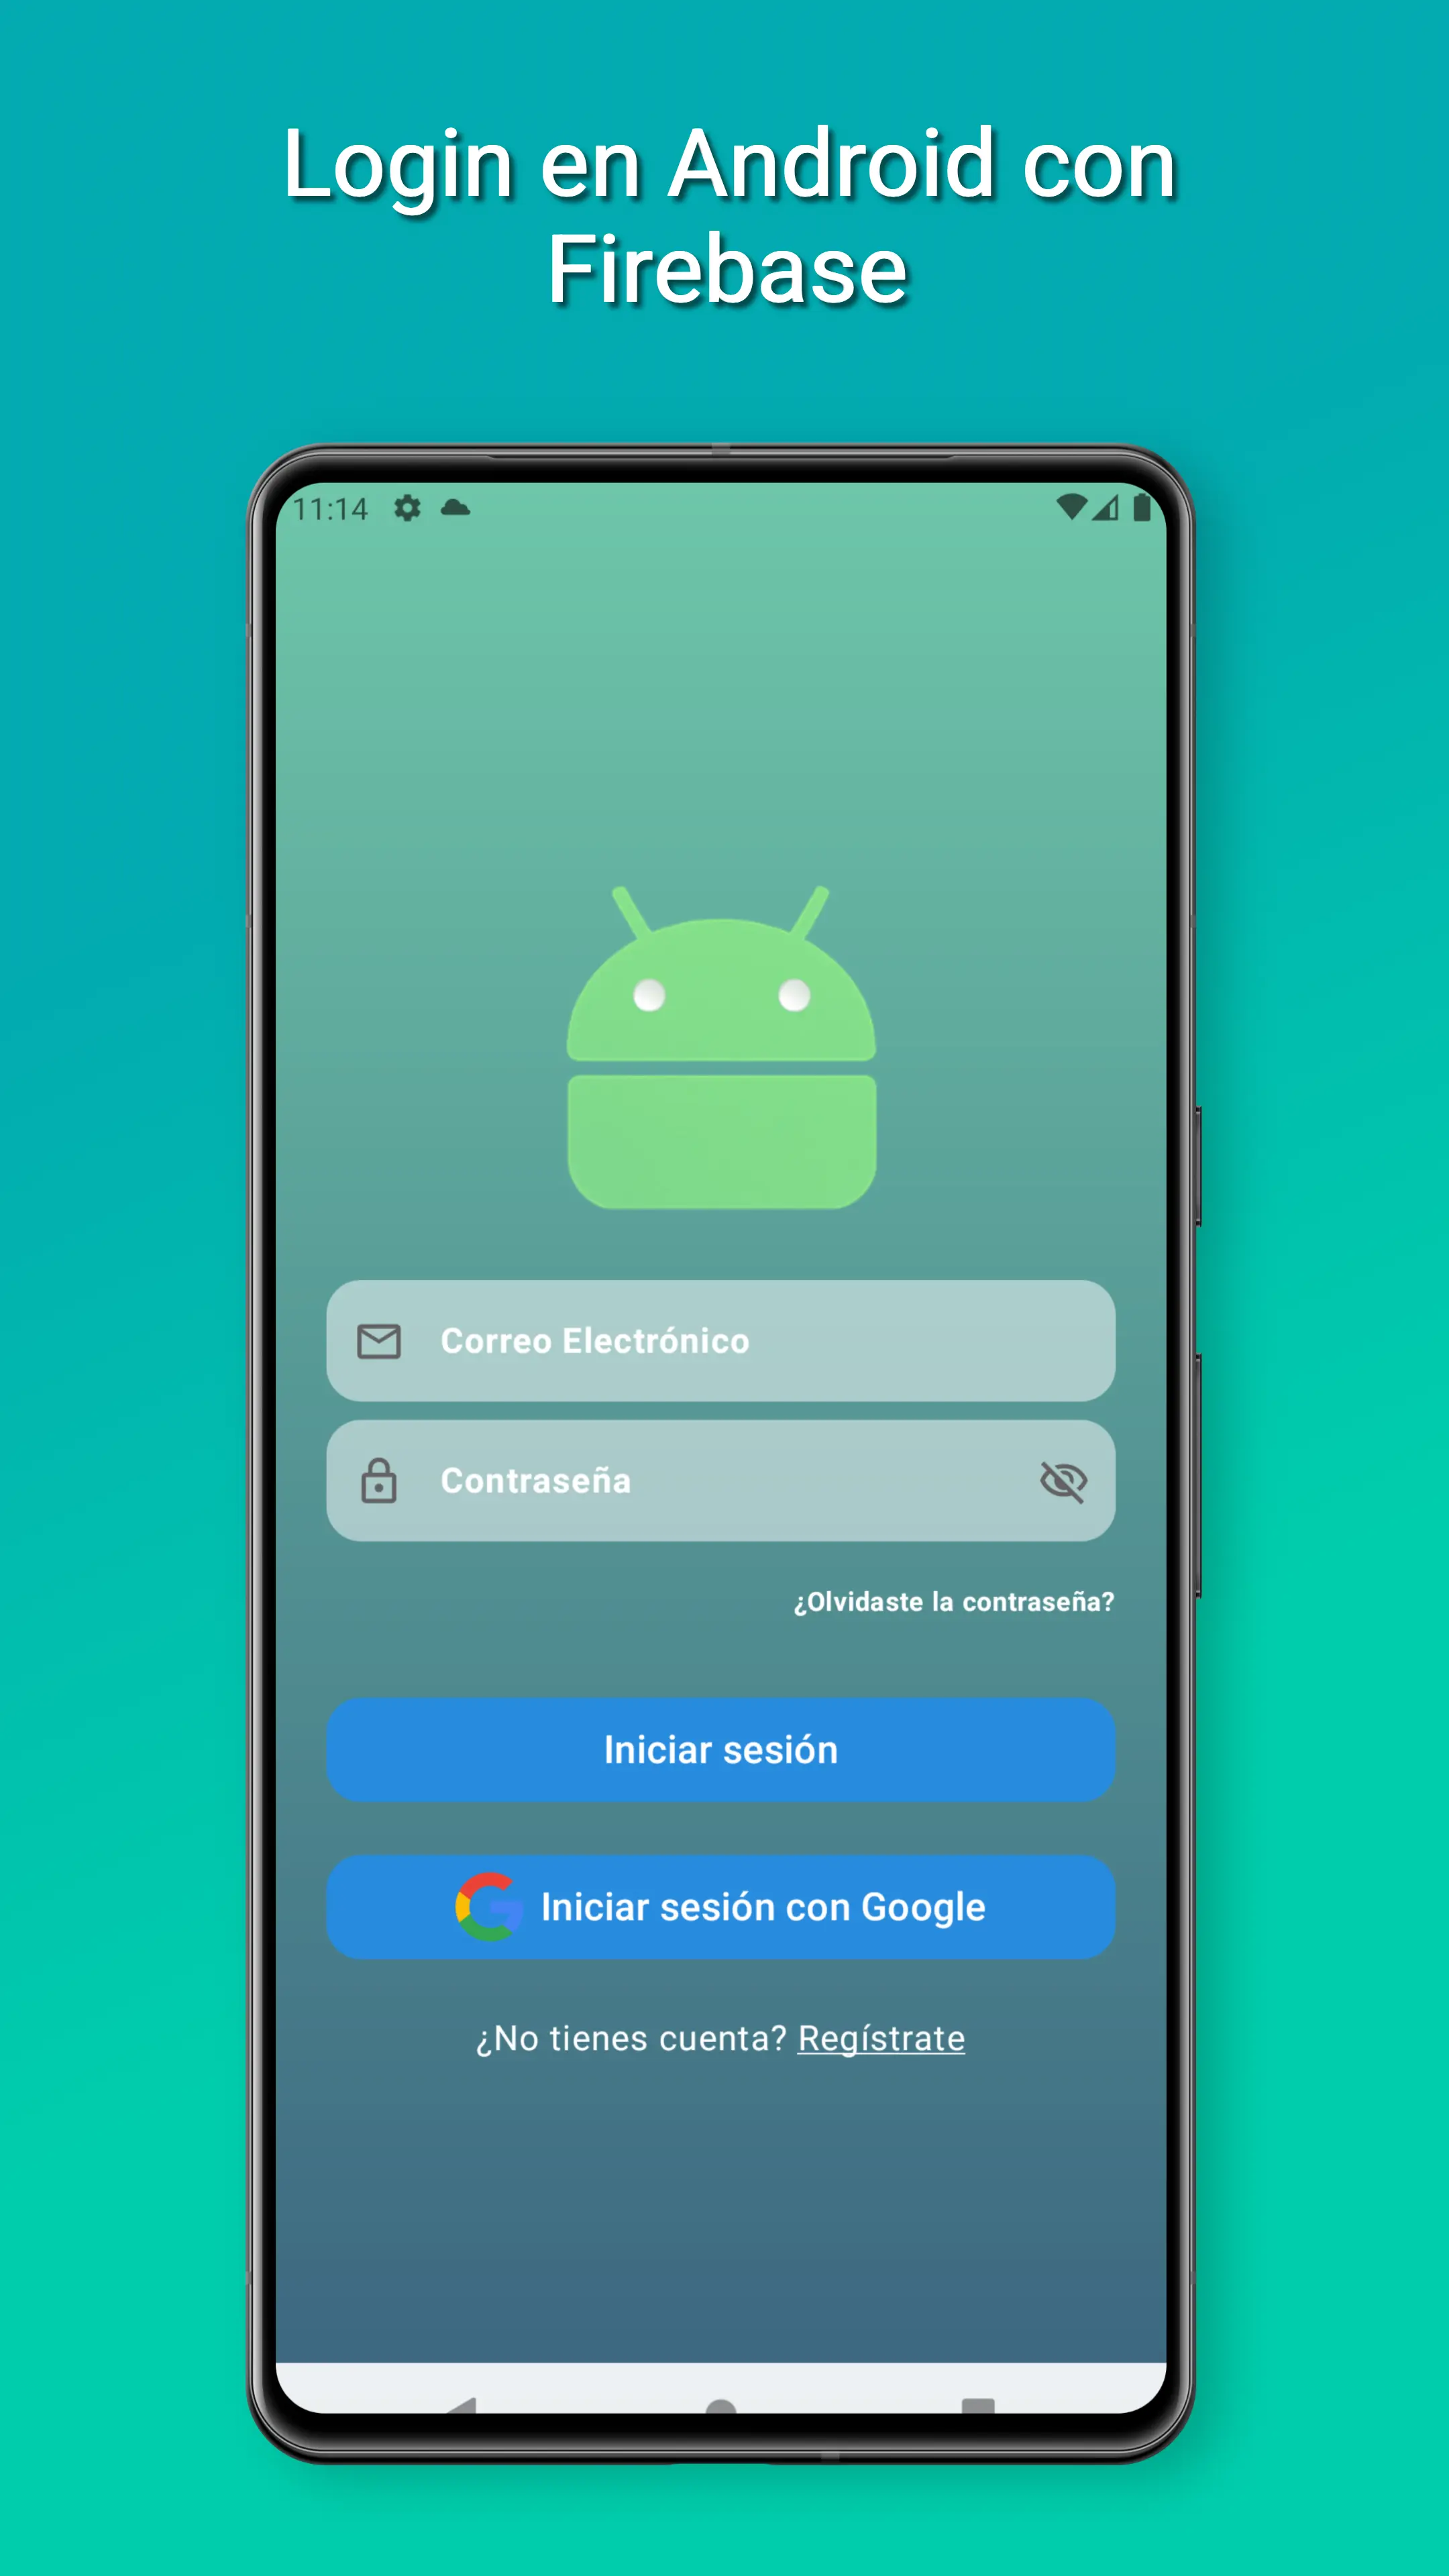 Login en Android con
Firebase
11:14
Correo Electrónico
Contraseña
¿Olvidaste la contraseña?
Iniciar sesión
Iniciar sesión con Google
¿No tienes cuenta? Regístrate